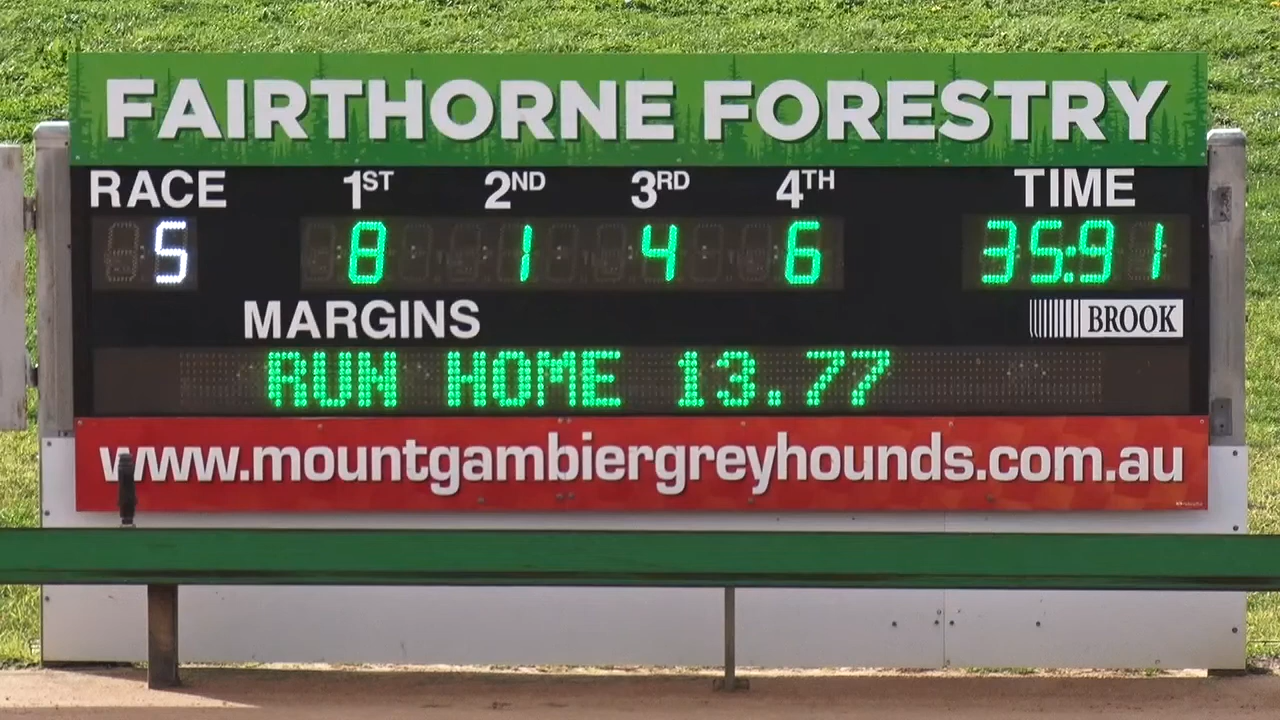 FAIRTHORNE FORESTRY
RACE 1ST 2ND 3RD 4TH TIME
5 8 1 4 6 35:91
MARGINS
BROOK
RUN HOME 13.77
www.mountgambiergreyhounds.com.au